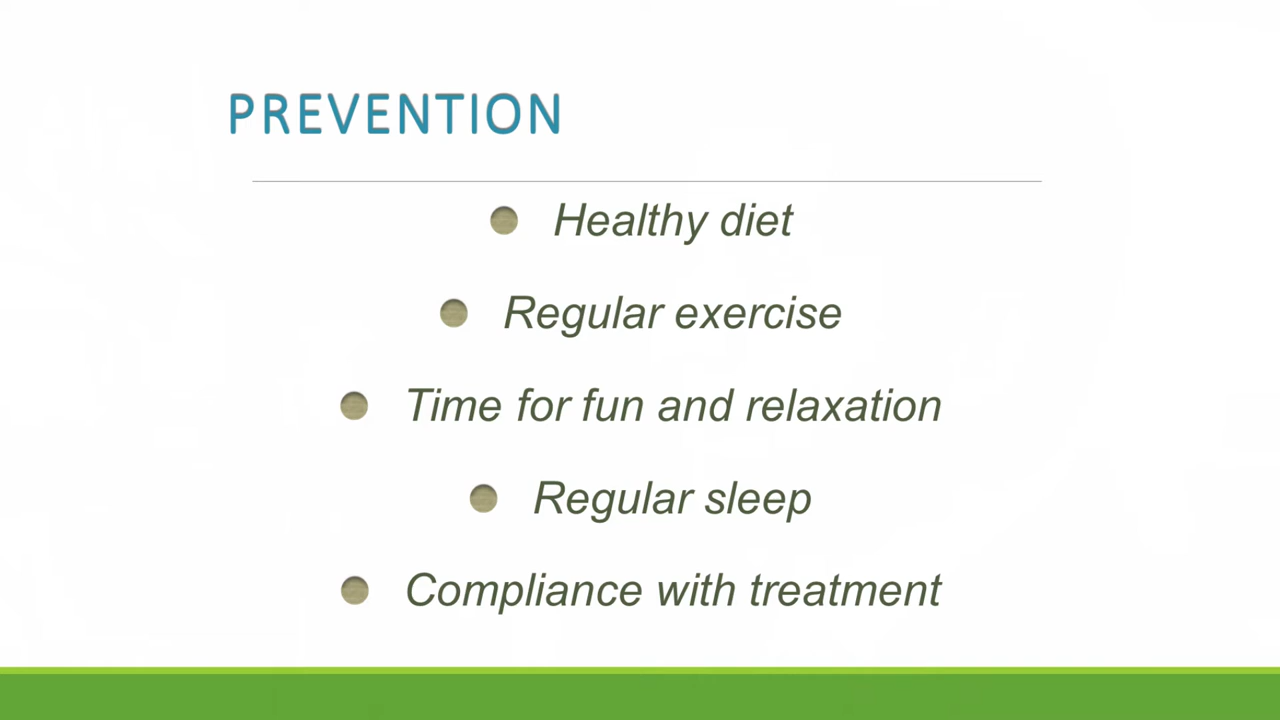 PREVENTION
Healthy diet
Regular exercise
Time for fun and relaxation
Regular sleep
Compliance with treatment